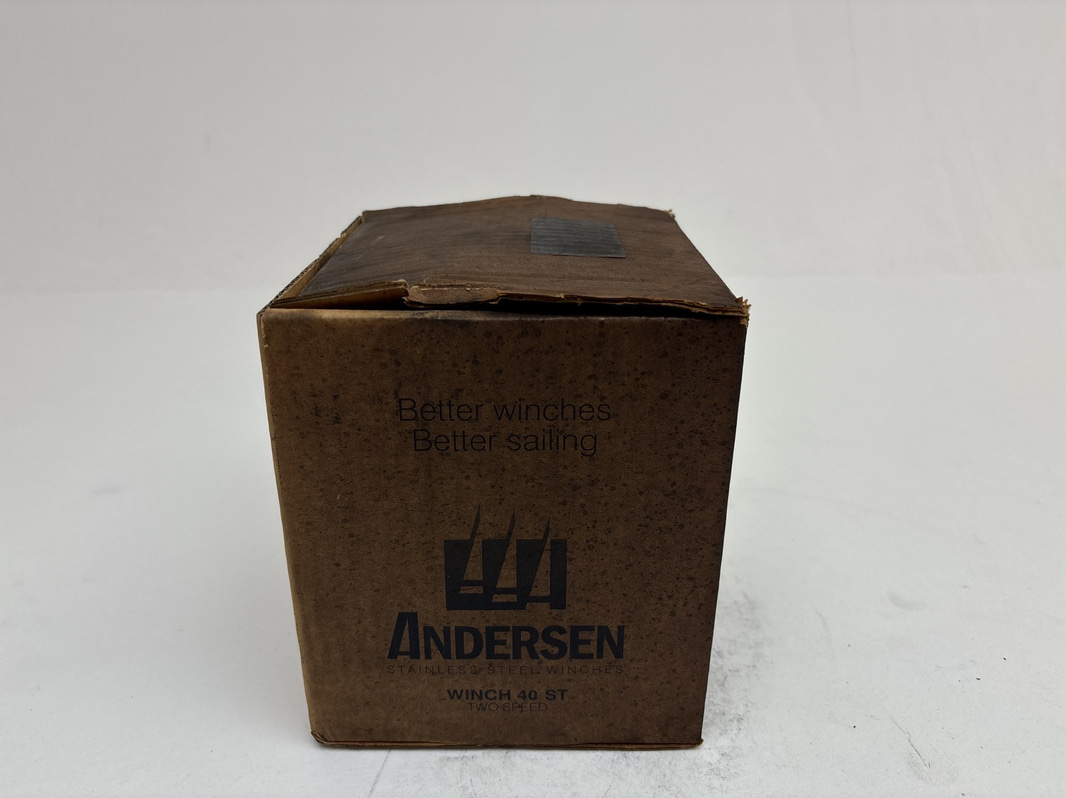 Better winches
Better sailing
ANDERSEN
STAINLESS STEEL WINCHES
WINCH 40 ST
TWO-SPEED